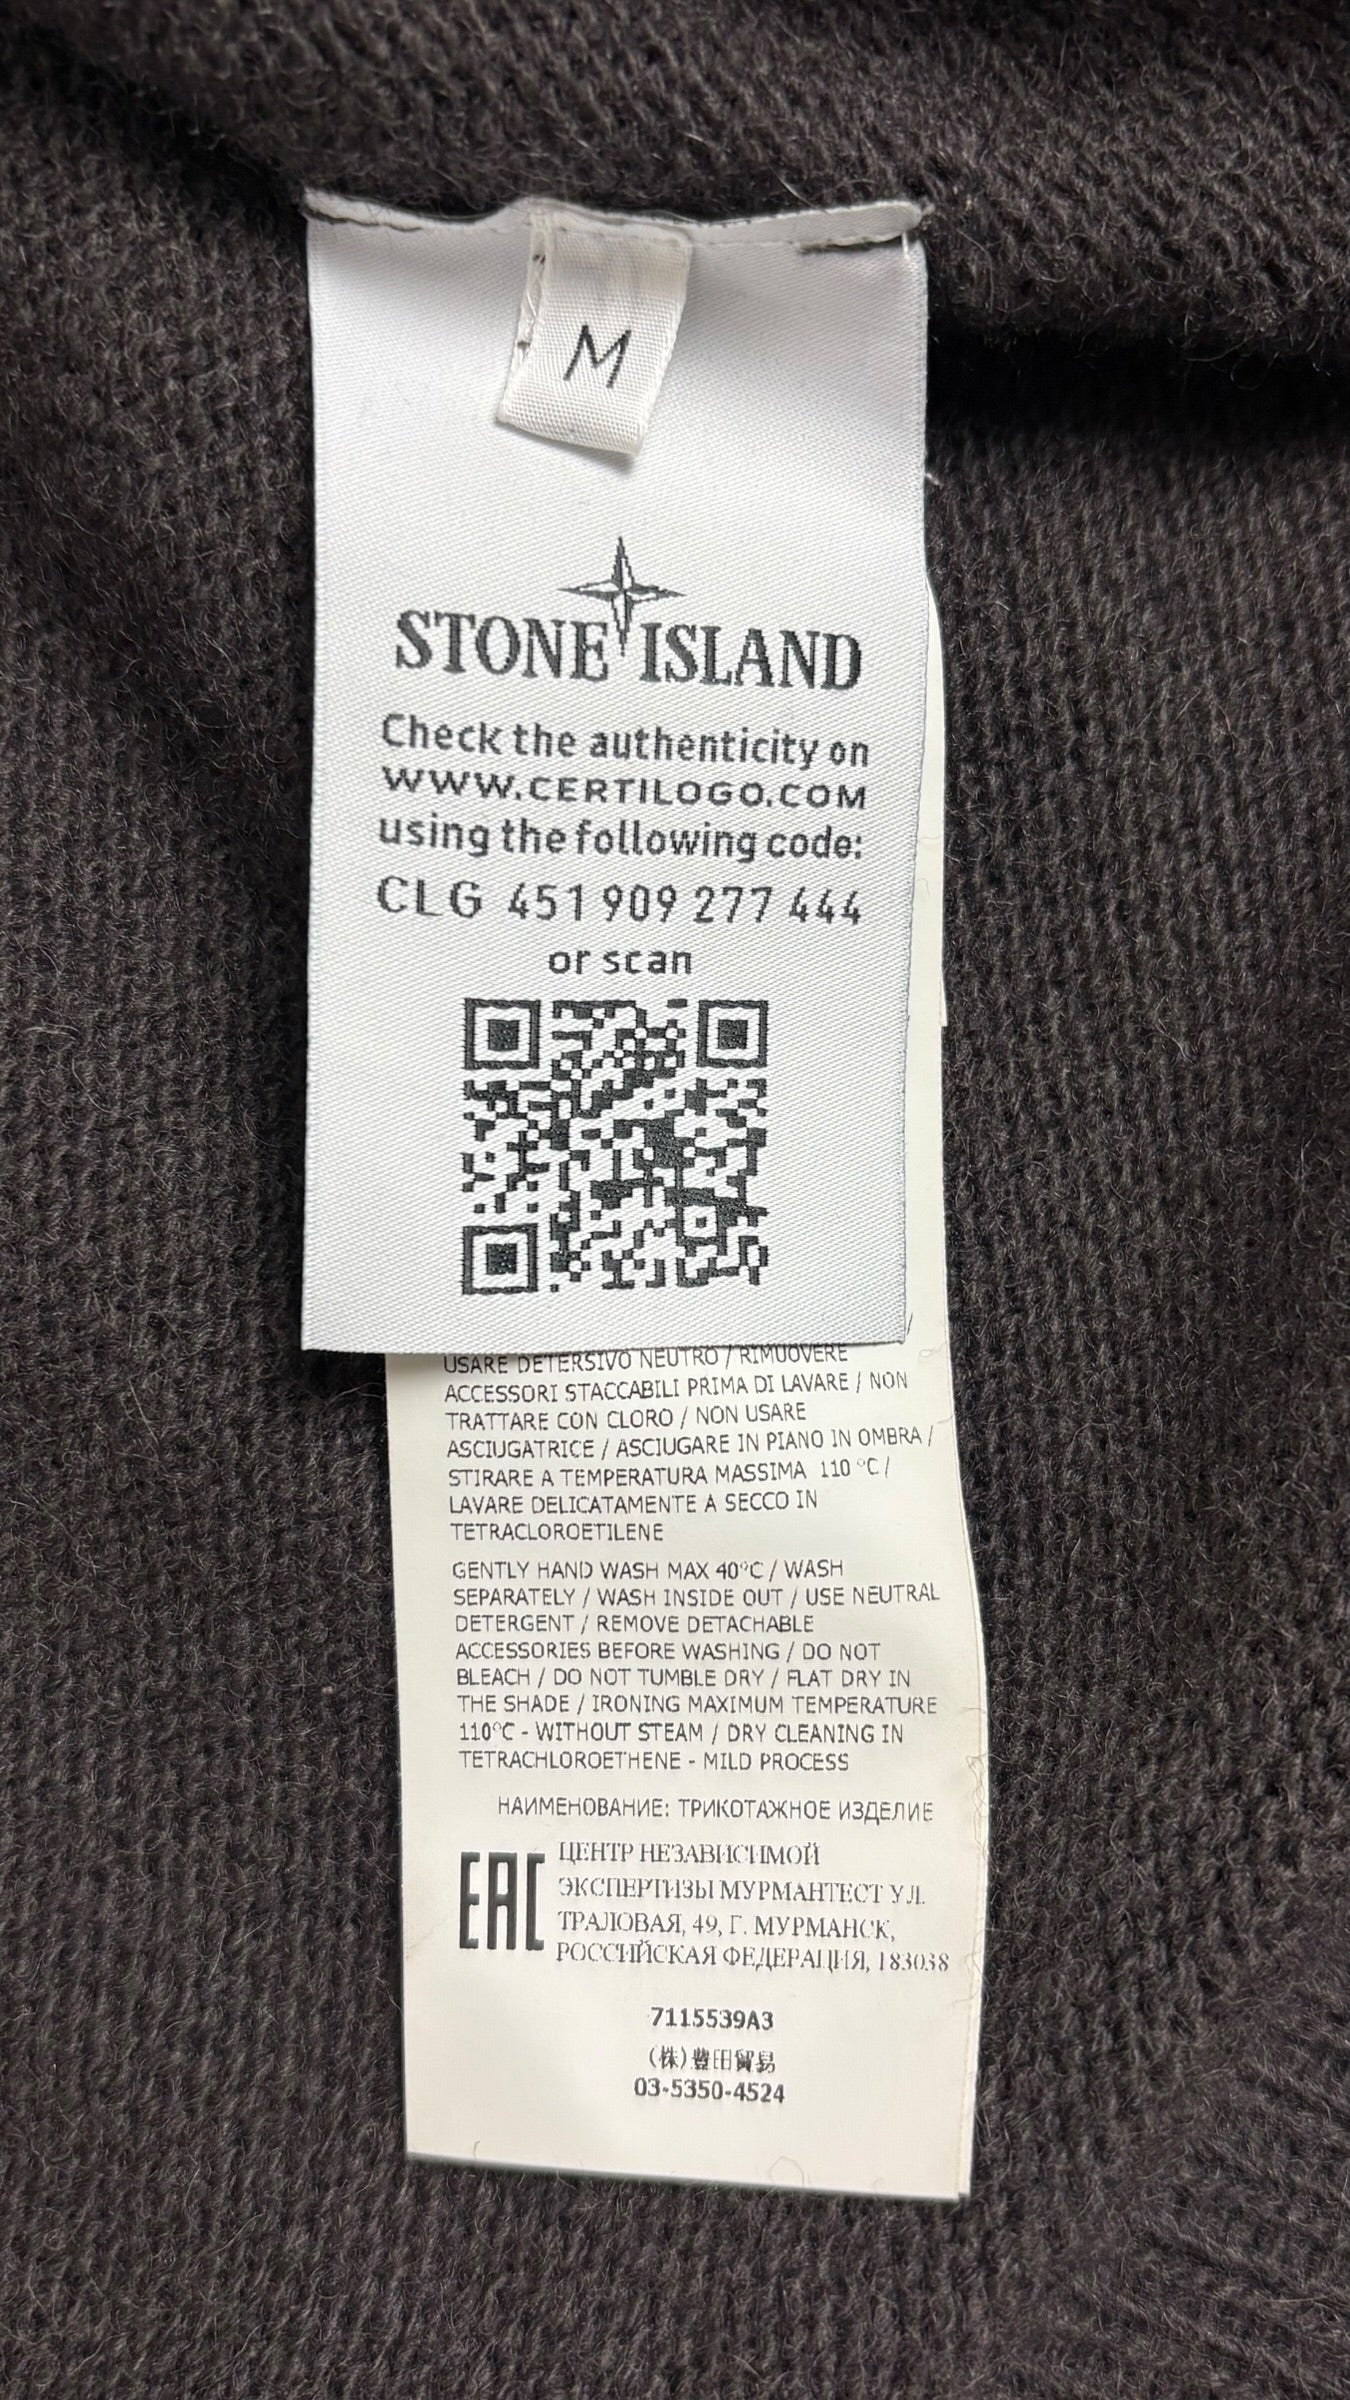 M
STONE ISLAND
Check the authenticity on
WWW.CERTILOGO.COM
using the following code:
CLG 451 909 277 444
or scan
USARE DETERSIVO NEUTRO / RIMUOVERE
ACCESSORI STACCABILI PRIMA DI LAVARE / NON
TRATTARE CON CLORO / NON USARE
ASCIUGATRICE / ASCIUGARE IN PIANO IN OMBRA /
STIRARE A TEMPERATURA MASSIMA 110 °C /
LAVARE DELICATAMENTE A SECCO IN
TETRACLOROETILENE
GENTLY HAND WASH MAX 40°C / WASH
SEPARATELY / WASH INSIDE OUT / USE NEUTRAL
DETERGENT / REMOVE DETACHABLE
ACCESSORIES BEFORE WASHING / DO NOT
BLEACH / DO NOT TUMBLE DRY / FLAT DRY IN
THE SHADE / IRONING MAXIMUM TEMPERATURE
110°C - WITHOUT STEAM / DRY CLEANING IN
TETRACHLOROETHENE - MILD PROCESS
НАИМЕНОВАНИЕ: ТРИКОТАЖНОЕ ИЗДЕЛИЕ
EAC
ЦЕНТР НЕЗАВИСИМОЙ
ЭКСПЕРТИЗЫ МУРМАНТЕСТ УЛ.
ТРАЛОВАЯ, 49, Г. МУРМАНСК,
РОССИЙСКАЯ ФЕДЕРАЦИЯ, 183038
7115539A3
(株)豊田貿易
03-5350-4524